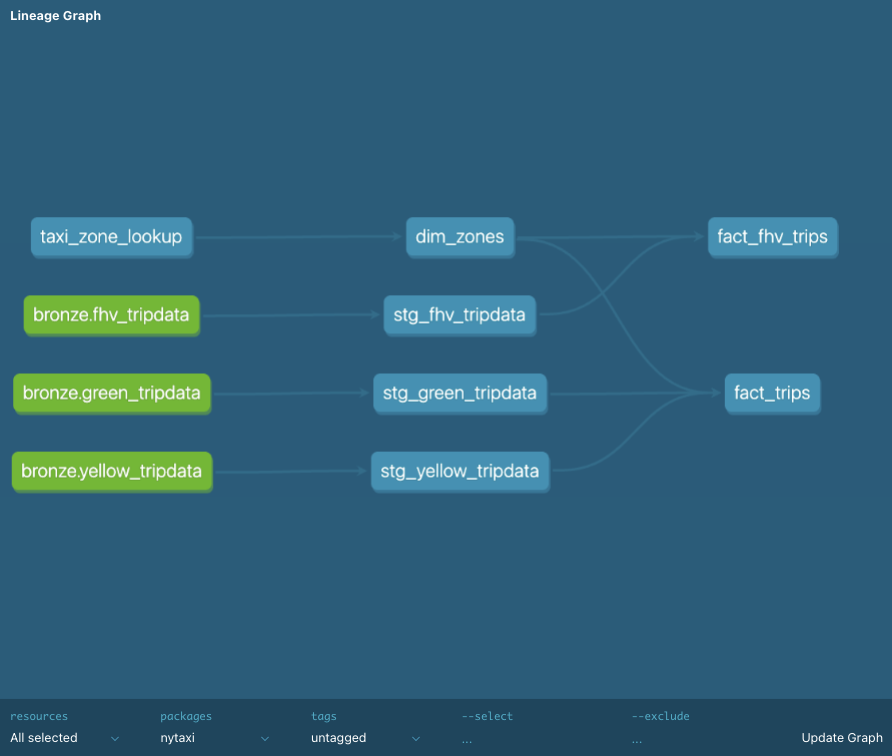 Lineage Graph
taxi_zone_lookup
dim_zones
fact_fhv_trips
bronze.fhv_tripdata
stg_fhv_tripdata
bronze.green_tripdata
stg_green_tripdata
fact_trips
bronze.yellow_tripdata
stg_yellow_tripdata
resources packages tags --select --exclude
All selected nytaxi untagged ... ... Update Graph